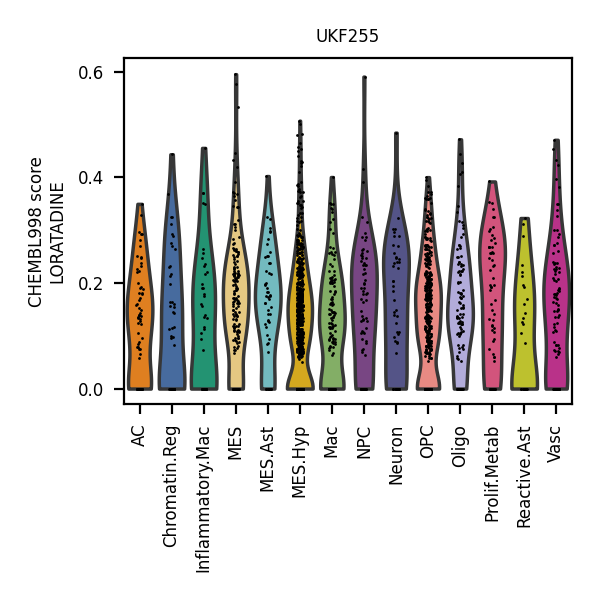 UKF255
CHEMBL998 score
LORATADINE
0.6
0.4
0.2
0.0
AC
Chromatin.Reg
Inflammatory.Mac
MES
MES.Ast
MES.Hyp
Mac
NPC
Neuron
OPC
Oligo
Prolif.Metab
Reactive.Ast
Vasc